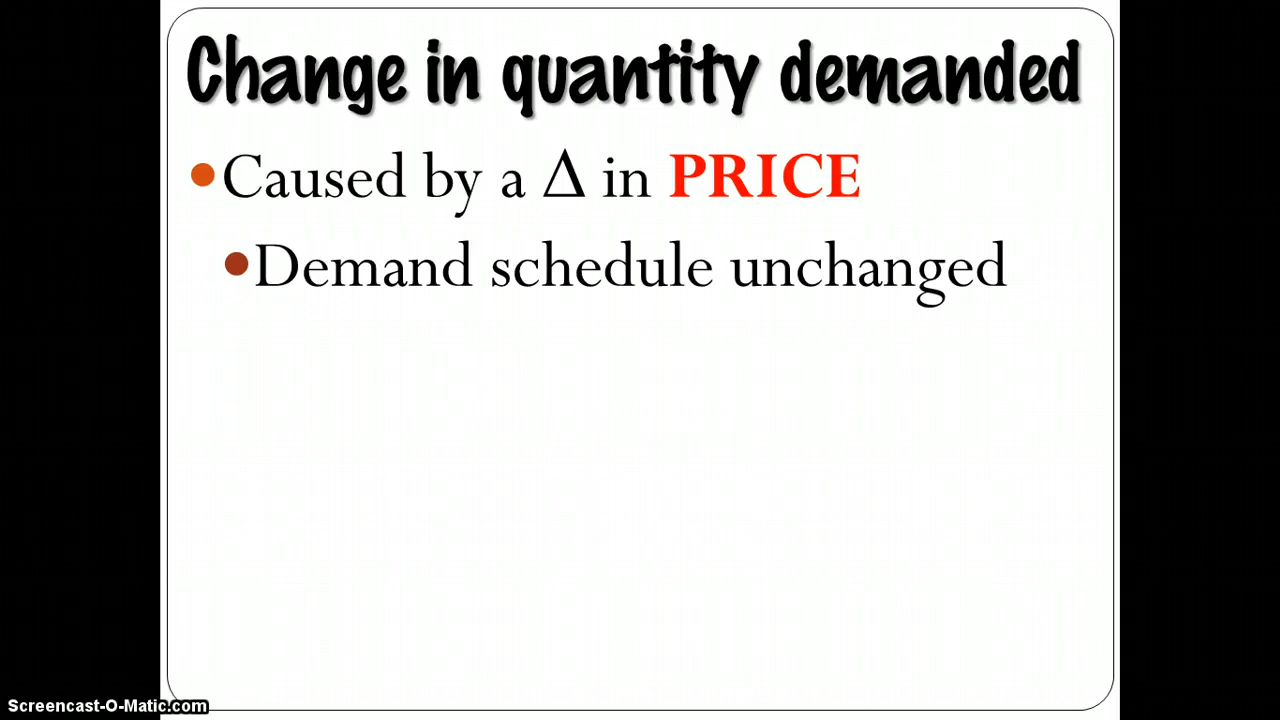 Change in quantity demanded
•Caused by a Δ in PRICE
•Demand schedule unchanged
Screencast-O-Matic.com